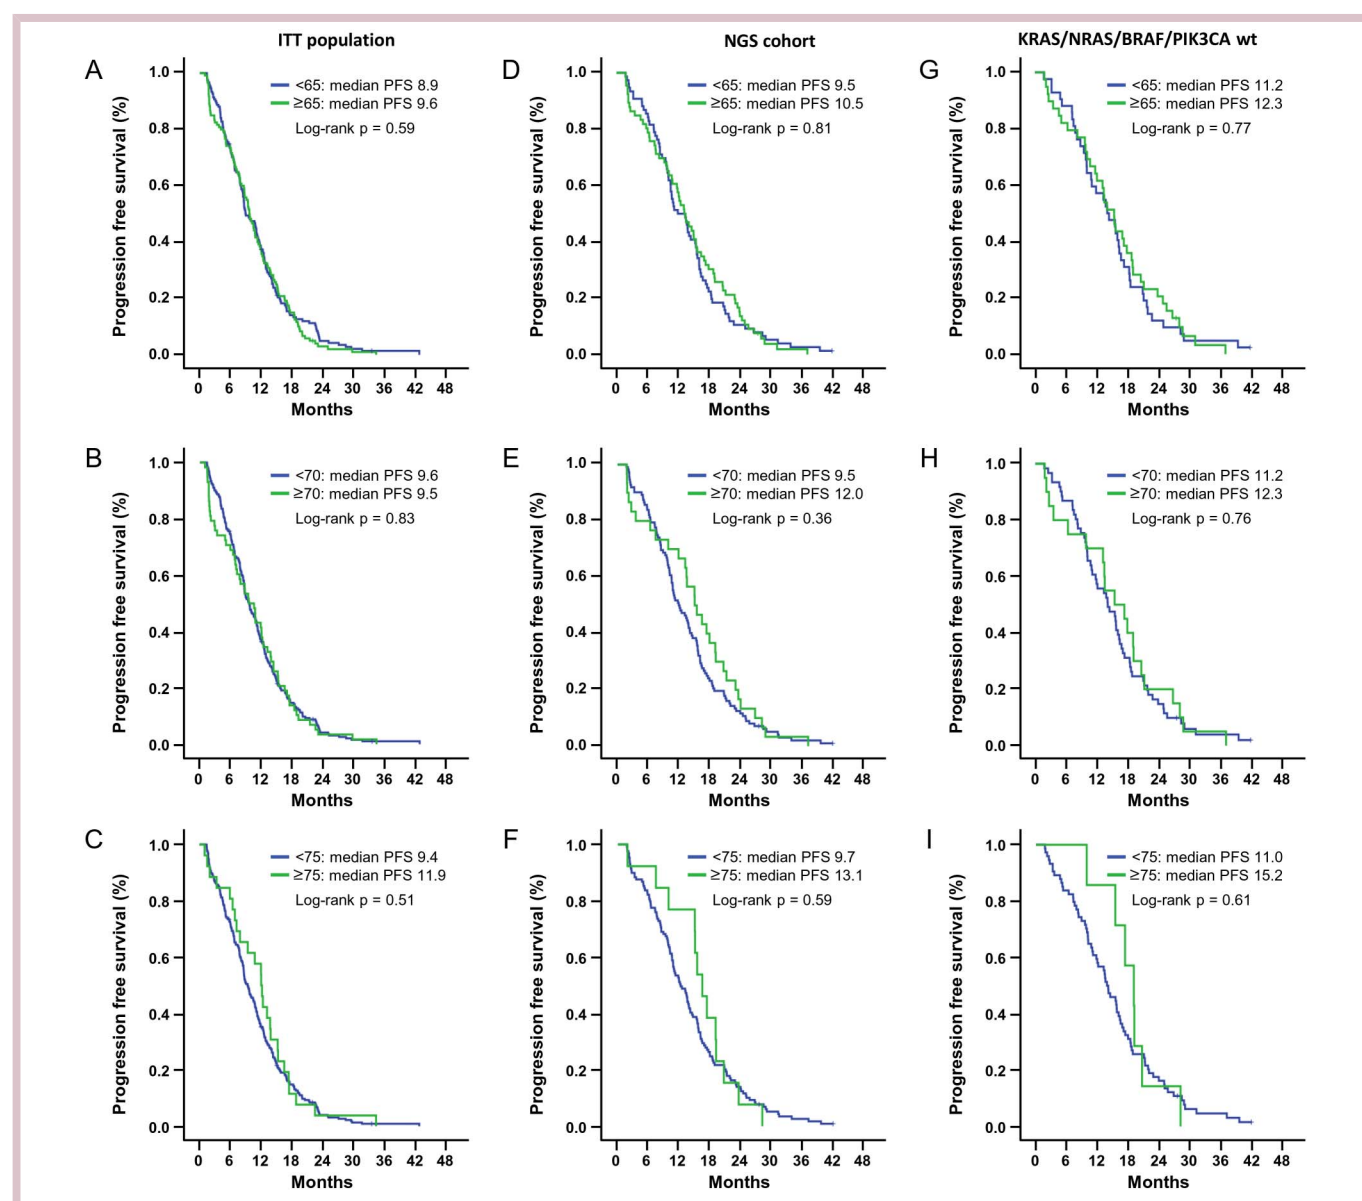 ITT population
NGS cohort
KRAS/NRAS/BRAF/PIK3CA wt
A
Progression free survival (%)
1.0
0.8
0.6
0.4
0.2
0.0
<65: median PFS 8.9
≥65: median PFS 9.6
Log-rank p = 0.59
0 6 12 18 24 30 36 42 48
Months
D
Progression free survival (%)
1.0
0.8
0.6
0.4
0.2
0.0
<65: median PFS 9.5
≥65: median PFS 10.5
Log-rank p = 0.81
0 6 12 18 24 30 36 42 48
Months
G
Progression free survival (%)
1.0
0.8
0.6
0.4
0.2
0.0
<65: median PFS 11.2
≥65: median PFS 12.3
Log-rank p = 0.77
0 6 12 18 24 30 36 42 48
Months
B
Progression free survival (%)
1.0
0.8
0.6
0.4
0.2
0.0
<70: median PFS 9.6
≥70: median PFS 9.5
Log-rank p = 0.83
0 6 12 18 24 30 36 42 48
Months
E
Progression free survival (%)
1.0
0.8
0.6
0.4
0.2
0.0
<70: median PFS 9.5
≥70: median PFS 12.0
Log-rank p = 0.36
0 6 12 18 24 30 36 42 48
Months
H
Progression free survival (%)
1.0
0.8
0.6
0.4
0.2
0.0
<70: median PFS 11.2
≥70: median PFS 12.3
Log-rank p = 0.76
0 6 12 18 24 30 36 42 48
Months
C
Progression free survival (%)
1.0
0.8
0.6
0.4
0.2
0.0
<75: median PFS 9.4
≥75: median PFS 11.9
Log-rank p = 0.51
0 6 12 18 24 30 36 42 48
Months
F
Progression free survival (%)
1.0
0.8
0.6
0.4
0.2
0.0
<75: median PFS 9.7
≥75: median PFS 13.1
Log-rank p = 0.59
0 6 12 18 24 30 36 42 48
Months
I
Progression free survival (%)
1.0
0.8
0.6
0.4
0.2
0.0
<75: median PFS 11.0
≥75: median PFS 15.2
Log-rank p = 0.61
0 6 12 18 24 30 36 42 48
Months